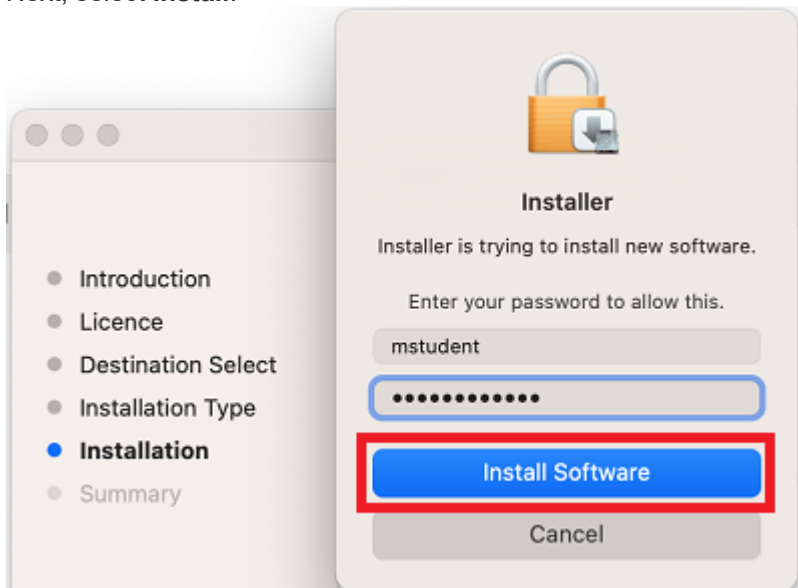 Next, select Install.
Introduction
Licence
Destination Select
Installation Type
Installation
Summary
Installer
Installer is trying to install new software.
Enter your password to allow this.
mstudent
••••••••••••
Install Software
Cancel